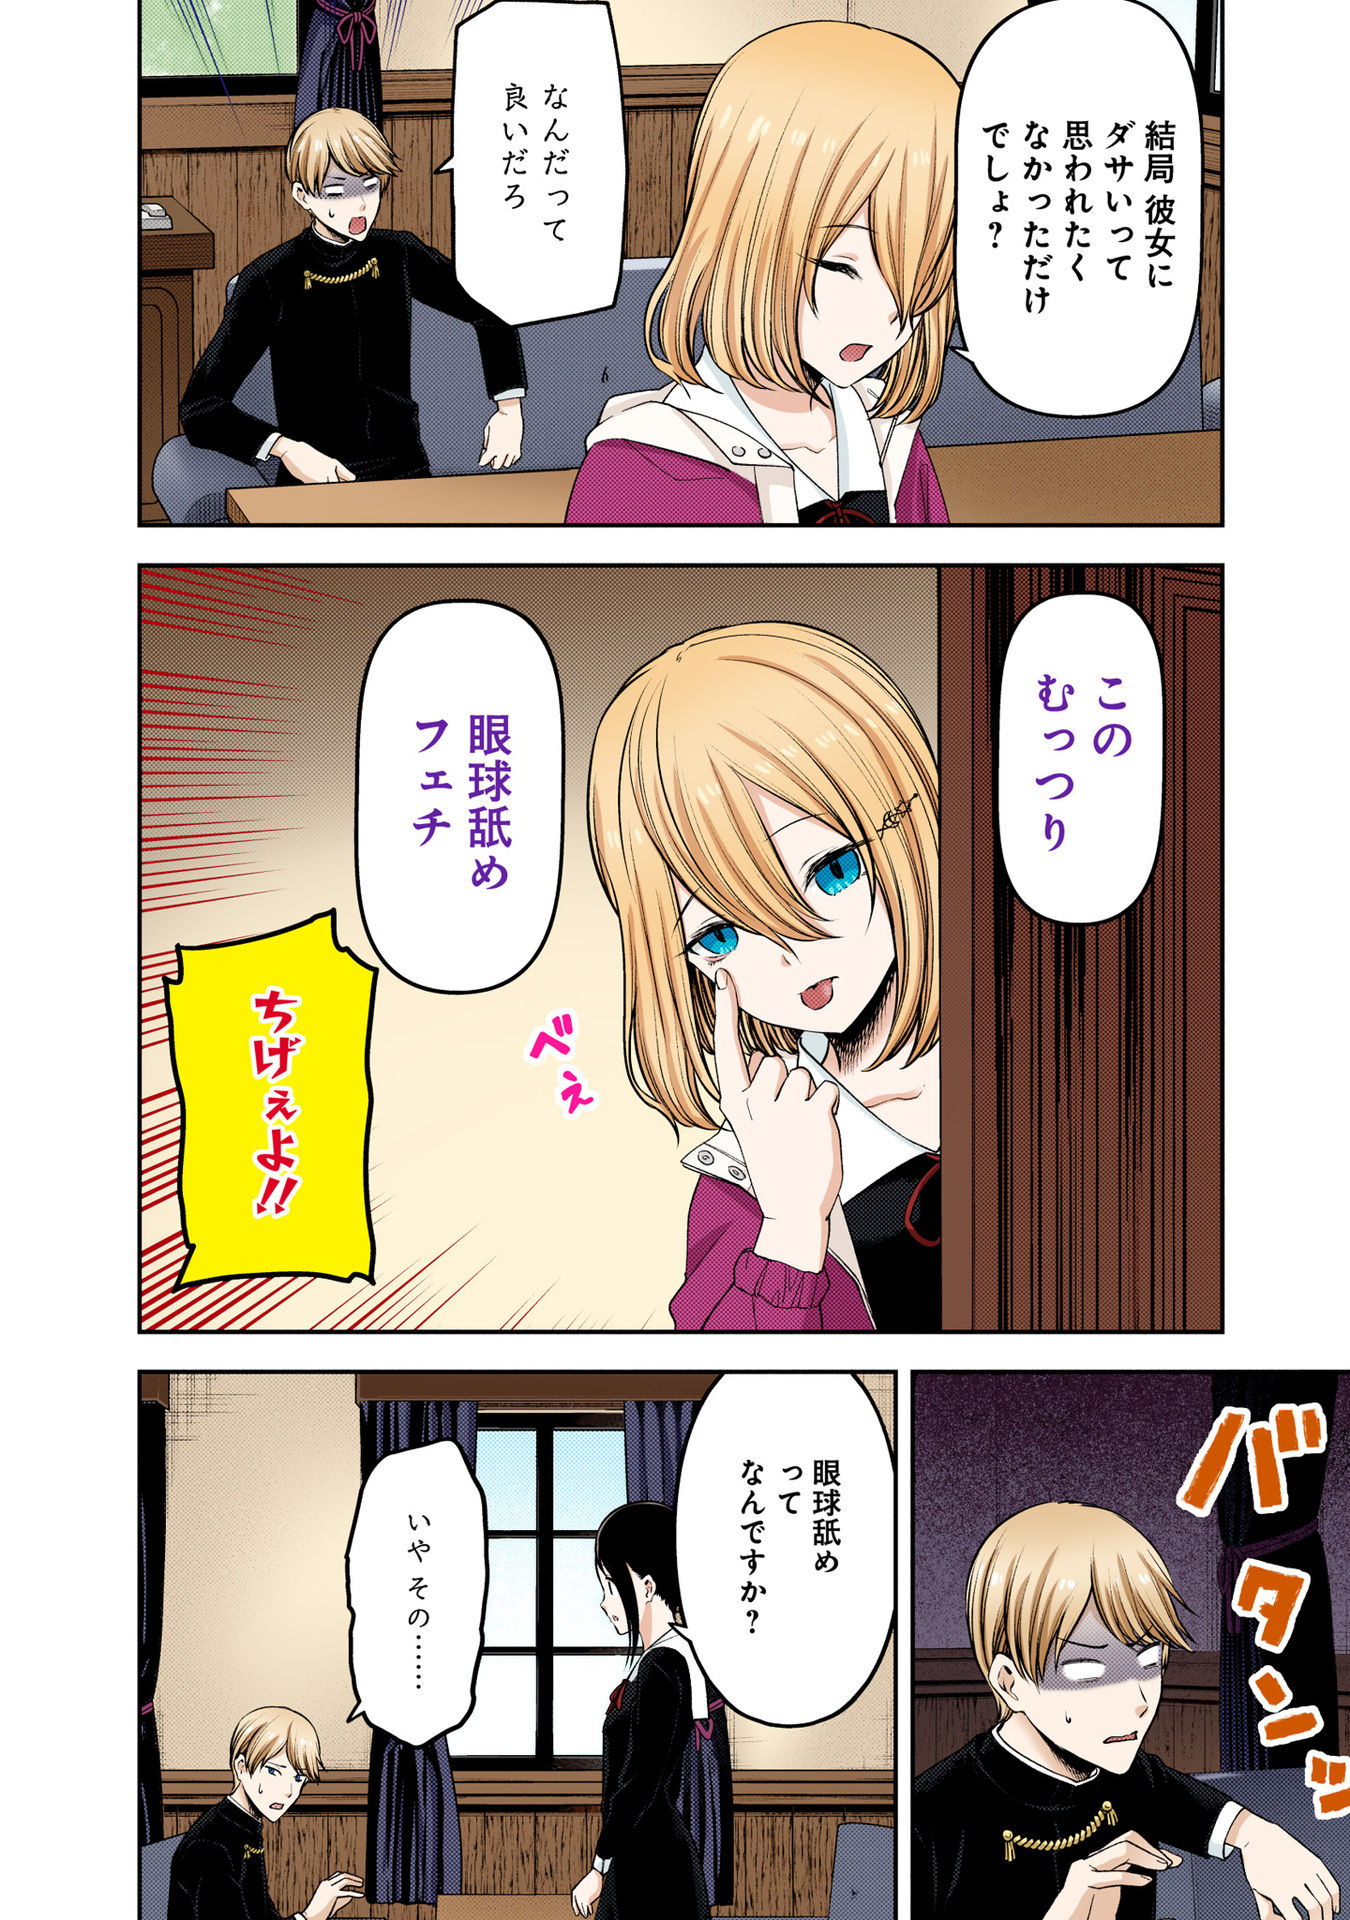 結局 彼女に
ダサいって
思われたく
なかっただけ
でしょ？
なんだって
良いだろ
この
むっつり
眼球舐め
フェチ
べぇ
ちげぇよ!!
バタンッ
眼球舐め
って
なんですか？
いや その……